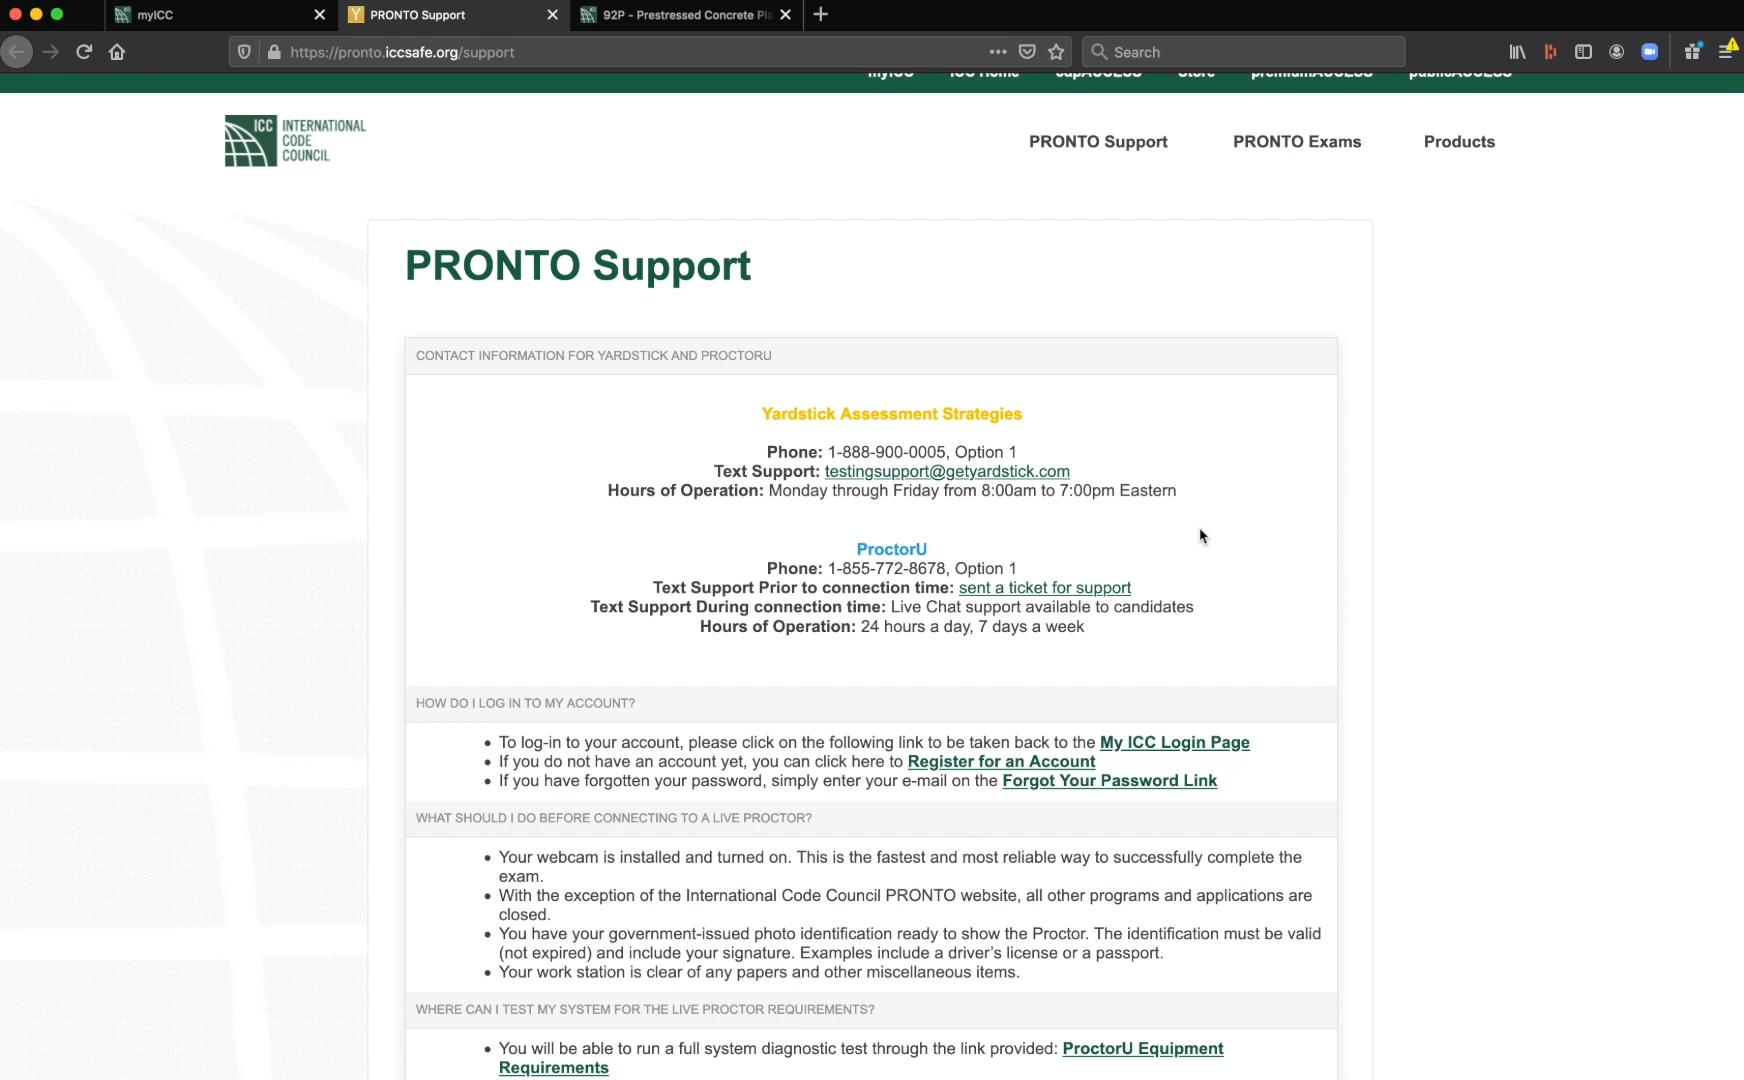 myICC
PRONTO Support
92P - Prestressed Concrete Pla
https://pronto.iccsafe.org/support
Search
myICC ICC Home cdpACCESS Store premiumACCESS publicACCESS
ICC INTERNATIONAL
CODE
COUNCIL
PRONTO Support
PRONTO Exams
Products
PRONTO Support
CONTACT INFORMATION FOR YARDSTICK AND PROCTORU
Yardstick Assessment Strategies
Phone: 1-888-900-0005, Option 1
Text Support: testingsupport@getyardstick.com
Hours of Operation: Monday through Friday from 8:00am to 7:00pm Eastern
ProctorU
Phone: 1-855-772-8678, Option 1
Text Support Prior to connection time: sent a ticket for support
Text Support During connection time: Live Chat support available to candidates
Hours of Operation: 24 hours a day, 7 days a week
HOW DO I LOG IN TO MY ACCOUNT?
• To log-in to your account, please click on the following link to be taken back to the My ICC Login Page
• If you do not have an account yet, you can click here to Register for an Account
• If you have forgotten your password, simply enter your e-mail on the Forgot Your Password Link
WHAT SHOULD I DO BEFORE CONNECTING TO A LIVE PROCTOR?
• Your webcam is installed and turned on. This is the fastest and most reliable way to successfully complete the
exam.
• With the exception of the International Code Council PRONTO website, all other programs and applications are
closed.
• You have your government-issued photo identification ready to show the Proctor. The identification must be valid
(not expired) and include your signature. Examples include a driver's license or a passport.
• Your work station is clear of any papers and other miscellaneous items.
WHERE CAN I TEST MY SYSTEM FOR THE LIVE PROCTOR REQUIREMENTS?
• You will be able to run a full system diagnostic test through the link provided: ProctorU Equipment
Requirements